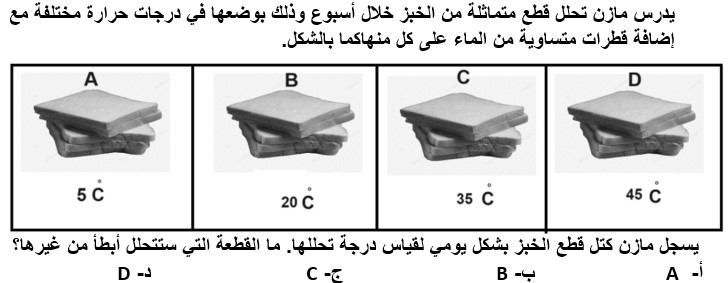 يدرس مازن تحلل قطع متماثلة من الخبز خلال أسبوع وذلك بوضعها في درجات حرارة مختلفة مع
إضافة قطرات متساوية من الماء على كل منهاكما بالشكل.
A B C D
5 C° 20 C° 35 C° 45 C°
يسجل مازن كتل قطع الخبز بشكل يومي لقياس درجة تحللها. ما القطعة التي ستتحلل أبطأ من غيرها؟
أ- A ب- B ج- C د- D